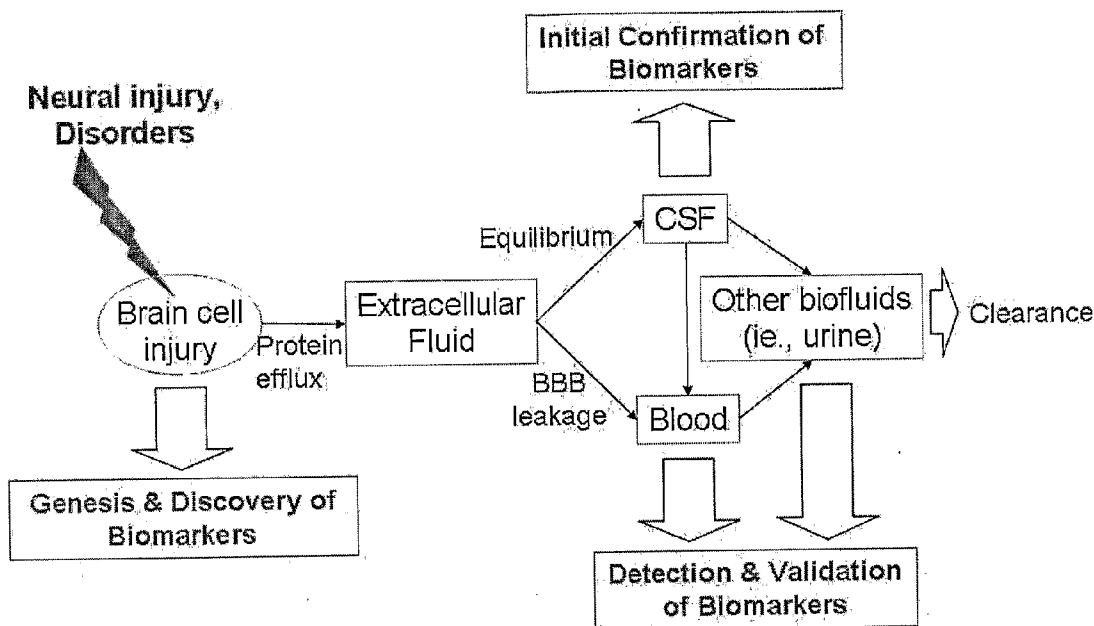 Initial Confirmation of
Biomarkers
Neural injury,
Disorders
CSF
Equilibrium
Brain cell
injury
Protein
efflux
Extracellular
Fluid
Other biofluids
(ie., urine)
Clearance
BBB
leakage
Blood
Genesis & Discovery of
Biomarkers
Detection & Validation
of Biomarkers